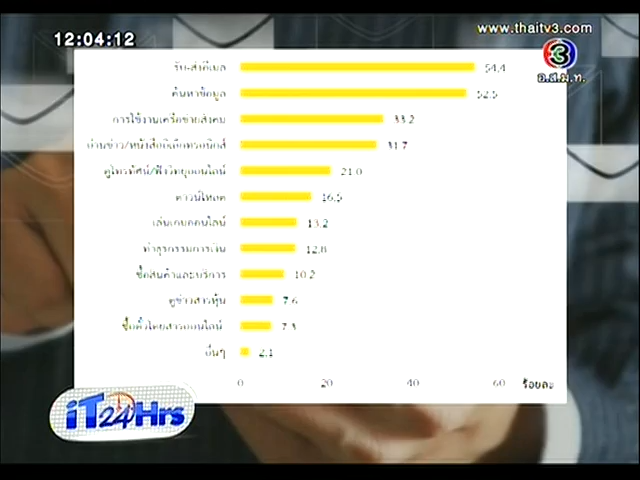 www.thaitv3.com
12:04:12
3
อ.ส.ม.ท.
รับ-ส่งอีเมล 54.4
ค้นหาข้อมูล 52.5
การใช้งานเครือข่ายสังคม 33.2
อ่านข่าว/หนังสืออิเล็กทรอนิกส์ 31.7
ดูโทรทัศน์/ฟังวิทยุออนไลน์ 21.0
ดาวน์โหลด 16.5
เล่นเกมออนไลน์ 13.2
ทำธุรกรรมการเงิน 12.8
ซื้อสินค้าและบริการ 10.2
ดูข่าวสารหุ้น 7.6
ซื้อตั๋วโดยสารออนไลน์ 7.3
อื่นๆ 2.1
0 20 40 60 ร้อยละ
iT24Hrs